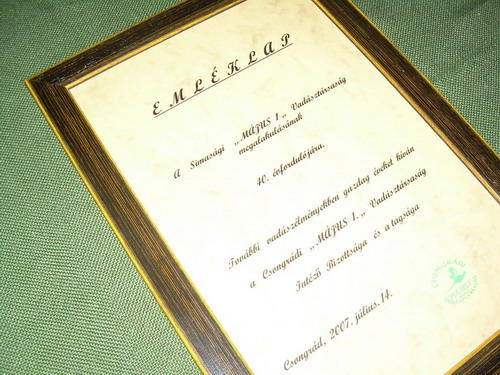 EMLÉKLAP
A Simasági „MÁJUS 1„ Vadásztársaság
megalakulásának
40. évfordulójára.
További vadászélményekben gazdag éveket kíván
a Csongrádi „MÁJUS 1.„ Vadásztársaság
Intéző Bizottsága és a tagsága
Csongrád, 2007. július. 14.
CSONGRÁDI